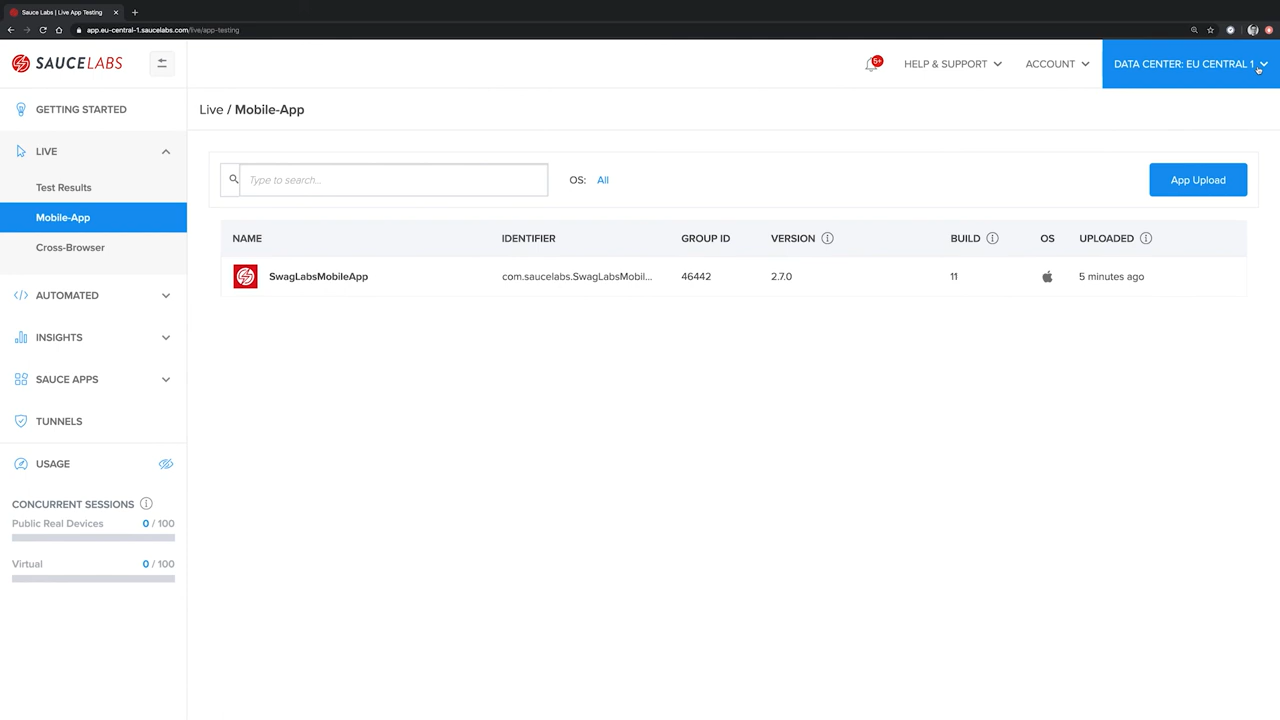 Sauce Labs | Live App Testing
app.eu-central-1.saucelabs.com/live/app-testing
SAUCELABS
5+
HELP & SUPPORT
ACCOUNT
DATA CENTER: EU CENTRAL 1
GETTING STARTED
LIVE
Test Results
Mobile-App
Cross-Browser
AUTOMATED
INSIGHTS
SAUCE APPS
TUNNELS
USAGE
CONCURRENT SESSIONS
Public Real Devices 0 / 100
Virtual 0 / 100
Live / Mobile-App
Type to search...
OS: All
App Upload
NAME IDENTIFIER GROUP ID VERSION BUILD OS UPLOADED
SwagLabsMobileApp com.saucelabs.SwagLabsMobil... 46442 2.7.0 11 5 minutes ago